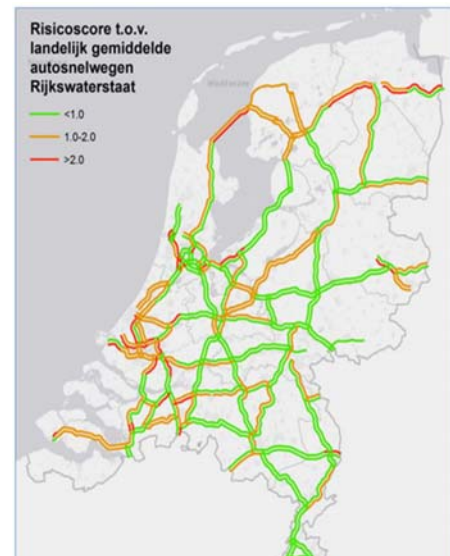 Risicoscore t.o.v.
landelijk gemiddelde
autosnelwegen
Rijkswaterstaat
<1.0
1.0-2.0
>2.0